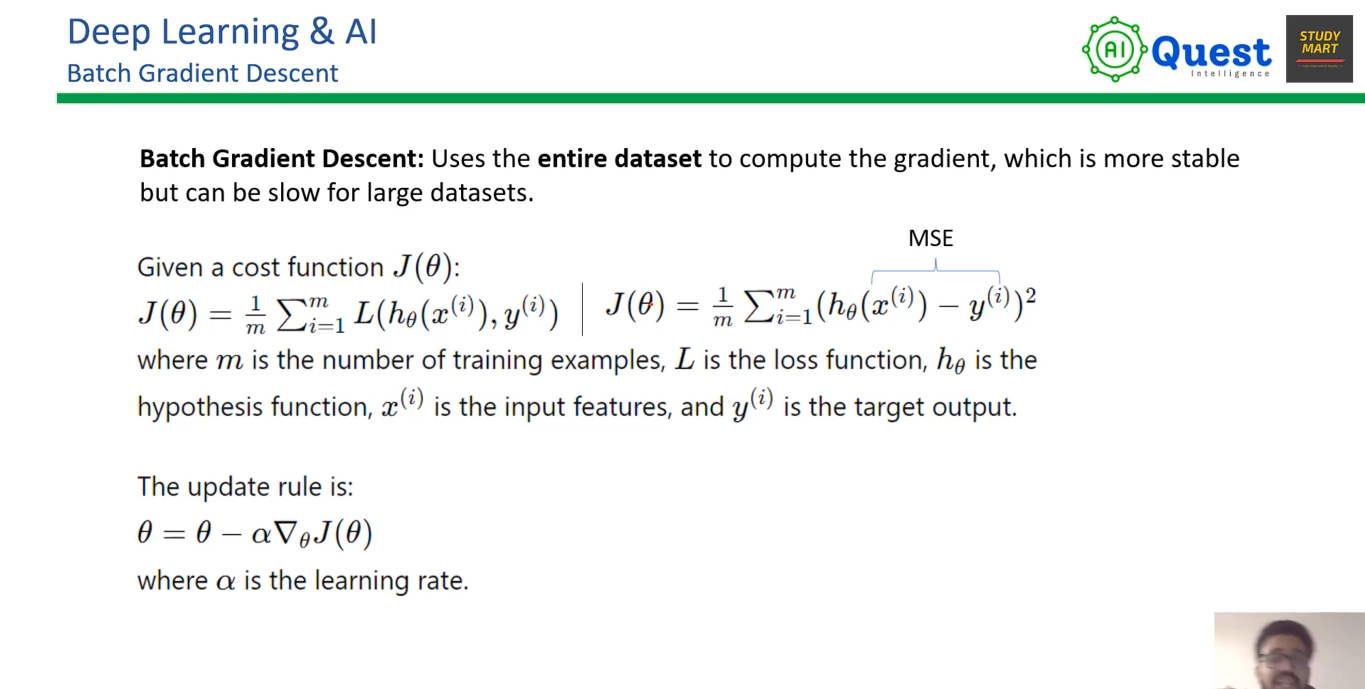 Deep Learning & AI
Batch Gradient Descent
AI Quest
Intelligence
STUDY
MART
Batch Gradient Descent: Uses the entire dataset to compute the gradient, which is more stable
but can be slow for large datasets.
MSE
Given a cost function J(θ):
J(θ) = 1/m ∑ᵢ₌₁ᵐ L(h_θ(x⁽ⁱ⁾), y⁽ⁱ⁾) | J(θ) = 1/m ∑ᵢ₌₁ᵐ (h_θ(x⁽ⁱ⁾) − y⁽ⁱ⁾)²
where m is the number of training examples, L is the loss function, h_θ is the
hypothesis function, x⁽ⁱ⁾ is the input features, and y⁽ⁱ⁾ is the target output.
The update rule is:
θ = θ − α∇_θJ(θ)
where α is the learning rate.